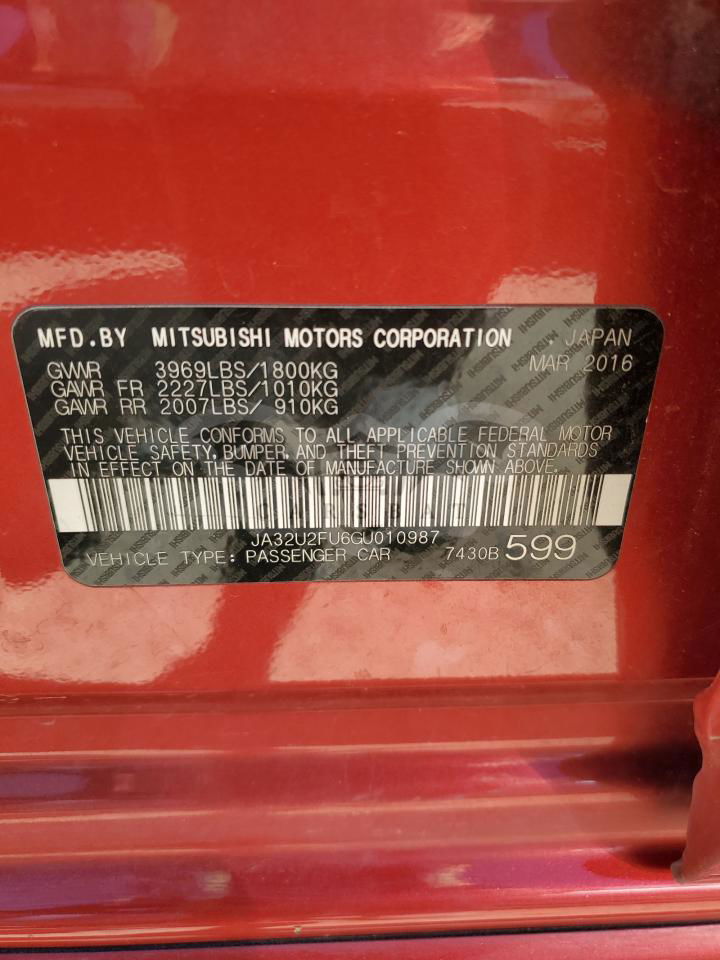 MFD.BY MITSUBISHI MOTORS CORPORATION . JAPAN
MAR 2016
GVWR 3969LBS/1800KG
GAWR FR 2227LBS/1010KG
GAWR RR 2007LBS/ 910KG
THIS VEHICLE CONFORMS TO ALL APPLICABLE FEDERAL MOTOR
VEHICLE SAFETY, BUMPER, AND THEFT PREVENTION STANDARDS
IN EFFECT ON THE DATE OF MANUFACTURE SHOWN ABOVE.
JA32U2FU6GU010987
VEHICLE TYPE: PASSENGER CAR 7430B 599